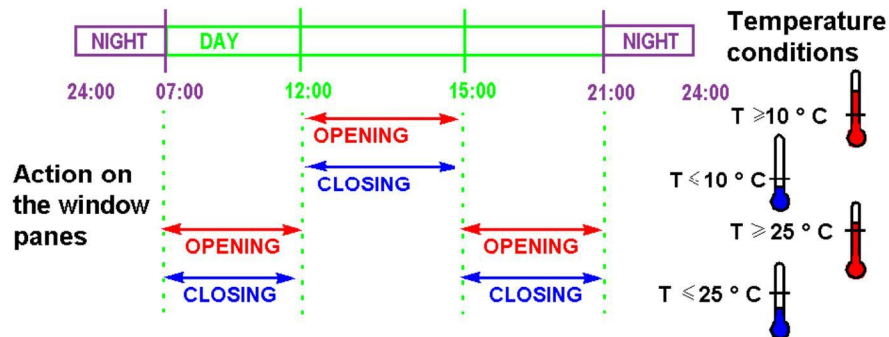 NIGHT DAY NIGHT
24:00 07:00 12:00 15:00 21:00 24:00
Temperature
conditions
OPENING
T ⩾10 ° C
CLOSING
T ⩽10 ° C
Action on
the window
panes
OPENING OPENING
T ⩾ 25 ° C
CLOSING CLOSING
T ⩽25 ° C